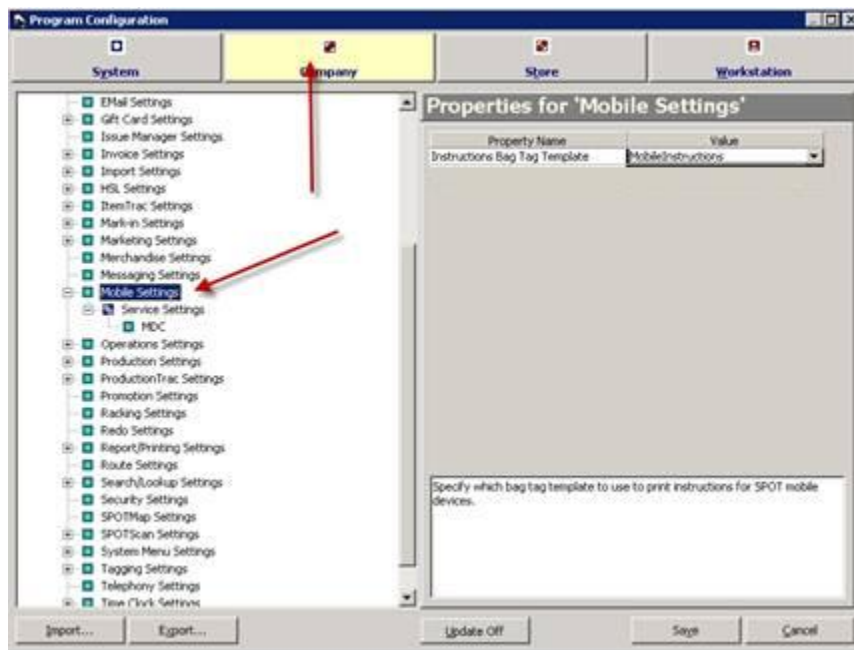 Program Configuration
System
Company
Store
Workstation
EMail Settings
Gift Card Settings
Issue Manager Settings
Invoice Settings
Import Settings
HSL Settings
ItemTrac Settings
Mark-in Settings
Marketing Settings
Merchandise Settings
Messaging Settings
Mobile Settings
Service Settings
MDC
Operations Settings
Production Settings
ProductionTrac Settings
Promotion Settings
Racking Settings
Redo Settings
Report/Printing Settings
Route Settings
Search/Lookup Settings
Security Settings
SPOTMap Settings
SPOTScan Settings
System Menu Settings
Tagging Settings
Telephony Settings
Time Clock Settings
Properties for 'Mobile Settings'
Property Name Value
Instructions Bag Tag Template MobileInstructions
Specify which bag tag template to use to print instructions for SPOT mobile
devices.
Import... Export... Update Off Save Cancel